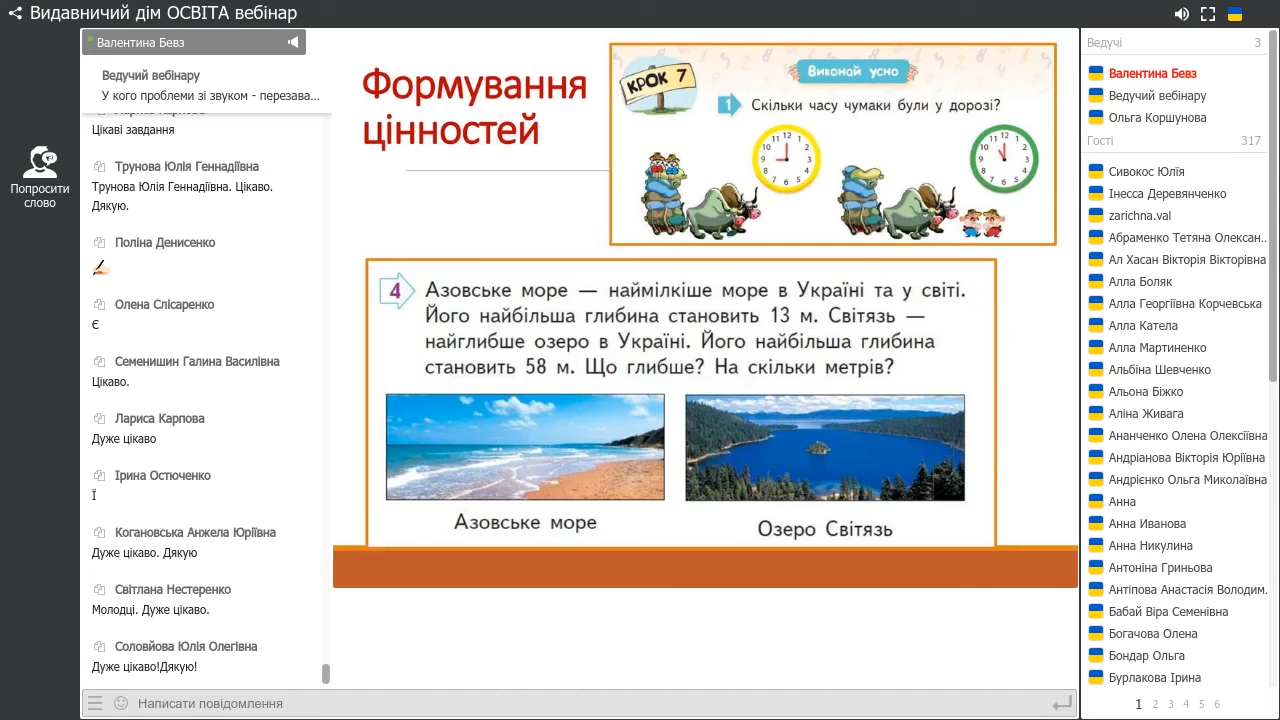 Видавничий дім ОСВІТА вебінар
Попросити
слово
Валентина Бевз
Ведучий вебінару
У кого проблеми зі звуком - перезава...
Цікаві завдання
Трунова Юлія Геннадіївна
Трунова Юлія Геннадіївна. Цікаво.
Дякую.
Поліна Денисенко
Олена Слісаренко
Є
Семенишин Галина Василівна
Цікаво.
Лариса Карпова
Дуже цікаво
Ірина Остюченко
Ї
Когановська Анжела Юріївна
Дуже цікаво. Дякую
Світлана Нестеренко
Молодці. Дуже цікаво.
Соловйова Юлія Олегівна
Дуже цікаво!Дякую!
Написати повідомлення
Формування
цінностей
КРОК 7
Виконай усно
1 Скільки часу чумаки були у дорозі?
4 Азовське море — наймілкіше море в Україні та у світі.
Його найбільша глибина становить 13 м. Світязь —
найглибше озеро в Україні. Його найбільша глибина
становить 58 м. Що глибше? На скільки метрів?
Азовське море
Озеро Світязь
Ведучі 3
Валентина Бевз
Ведучий вебінару
Ольга Коршунова
Гості 317
Сивокос Юлїя
Інесса Деревянченко
zarichna.val
Абраменко Тетяна Олексан..
Ал Хасан Вікторія Вікторівна
Алла Боляк
Алла Георгіївна Корчевська
Алла Катела
Алла Мартиненко
Альбіна Шевченко
Альона Біжко
Аліна Живага
Ананченко Олена Олексіївна
Андріанова Вікторія Юріївна
Андрієнко Ольга Миколаївна
Анна
Анна Иванова
Анна Никулина
Антоніна Гриньова
Антіпова Анастасія Володим.
Бабай Віра Семенівна
Богачова Олена
Бондар Ольга
Бурлакова Ірина
1 2 3 4 5 6